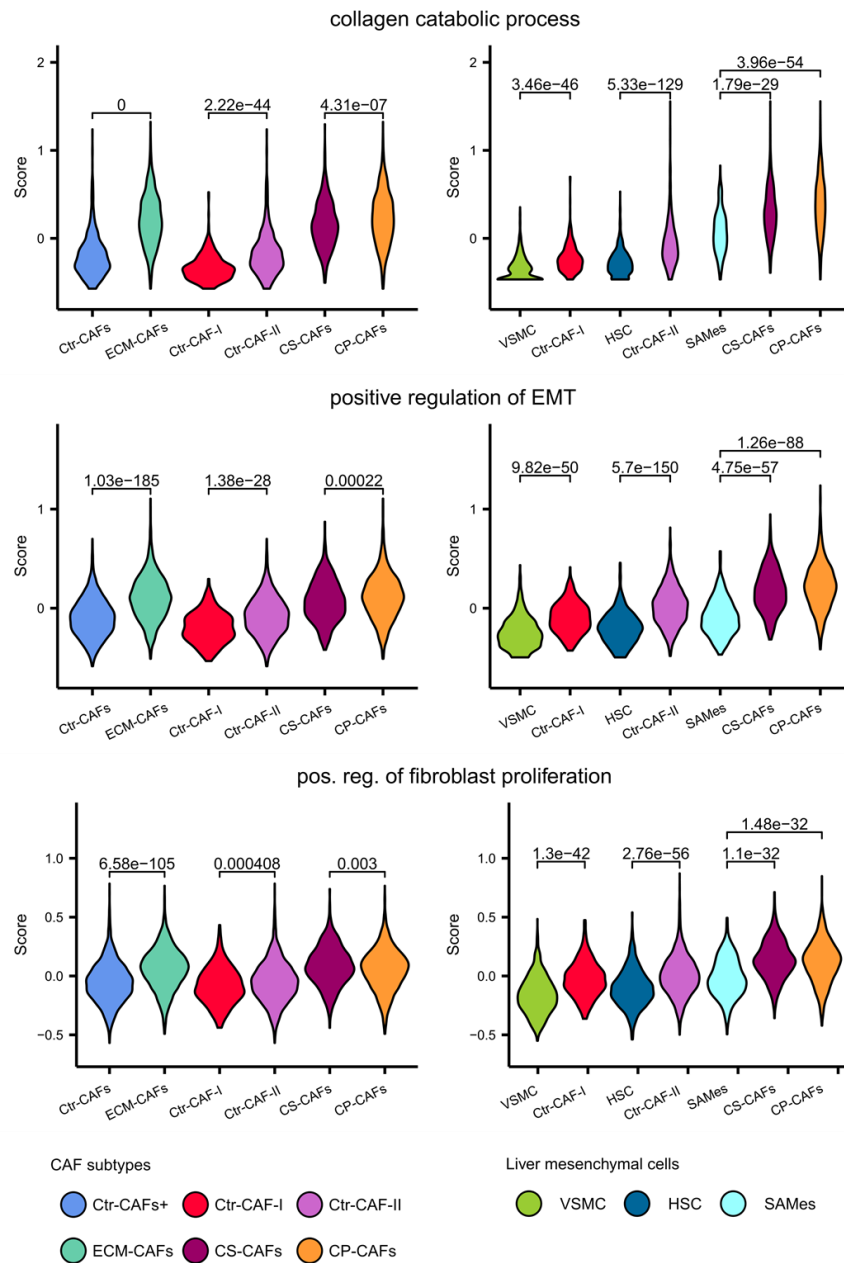 collagen catabolic process
2
1
0
Score
0
2.22e−44
4.31e−07
Ctr-CAFs
ECM-CAFs
Ctr-CAF-I
Ctr-CAF-II
CS-CAFs
CP-CAFs
2
1
0
Score
3.96e−54
3.46e−46
5.33e−129
1.79e−29
VSMC
Ctr-CAF-I
HSC
Ctr-CAF-II
SAMes
CS-CAFs
CP-CAFs
positive regulation of EMT
1
0
Score
1.03e−185
1.38e−28
0.00022
Ctr-CAFs
ECM-CAFs
Ctr-CAF-I
Ctr-CAF-II
CS-CAFs
CP-CAFs
1
0
Score
1.26e−88
9.82e−50
5.7e−150
4.75e−57
VSMC
Ctr-CAF-I
HSC
Ctr-CAF-II
SAMes
CS-CAFs
CP-CAFs
pos. reg. of fibroblast proliferation
1.0
0.5
0.0
−0.5
Score
6.58e−105
0.000408
0.003
Ctr-CAFs
ECM-CAFs
Ctr-CAF-I
Ctr-CAF-II
CS-CAFs
CP-CAFs
1.0
0.5
0.0
−0.5
Score
1.48e−32
1.3e−42
2.76e−56
1.1e−32
VSMC
Ctr-CAF-I
HSC
Ctr-CAF-II
SAMes
CS-CAFs
CP-CAFs
CAF subtypes
Ctr-CAFs+
Ctr-CAF-I
Ctr-CAF-II
ECM-CAFs
CS-CAFs
CP-CAFs
Liver mesenchymal cells
VSMC
HSC
SAMes